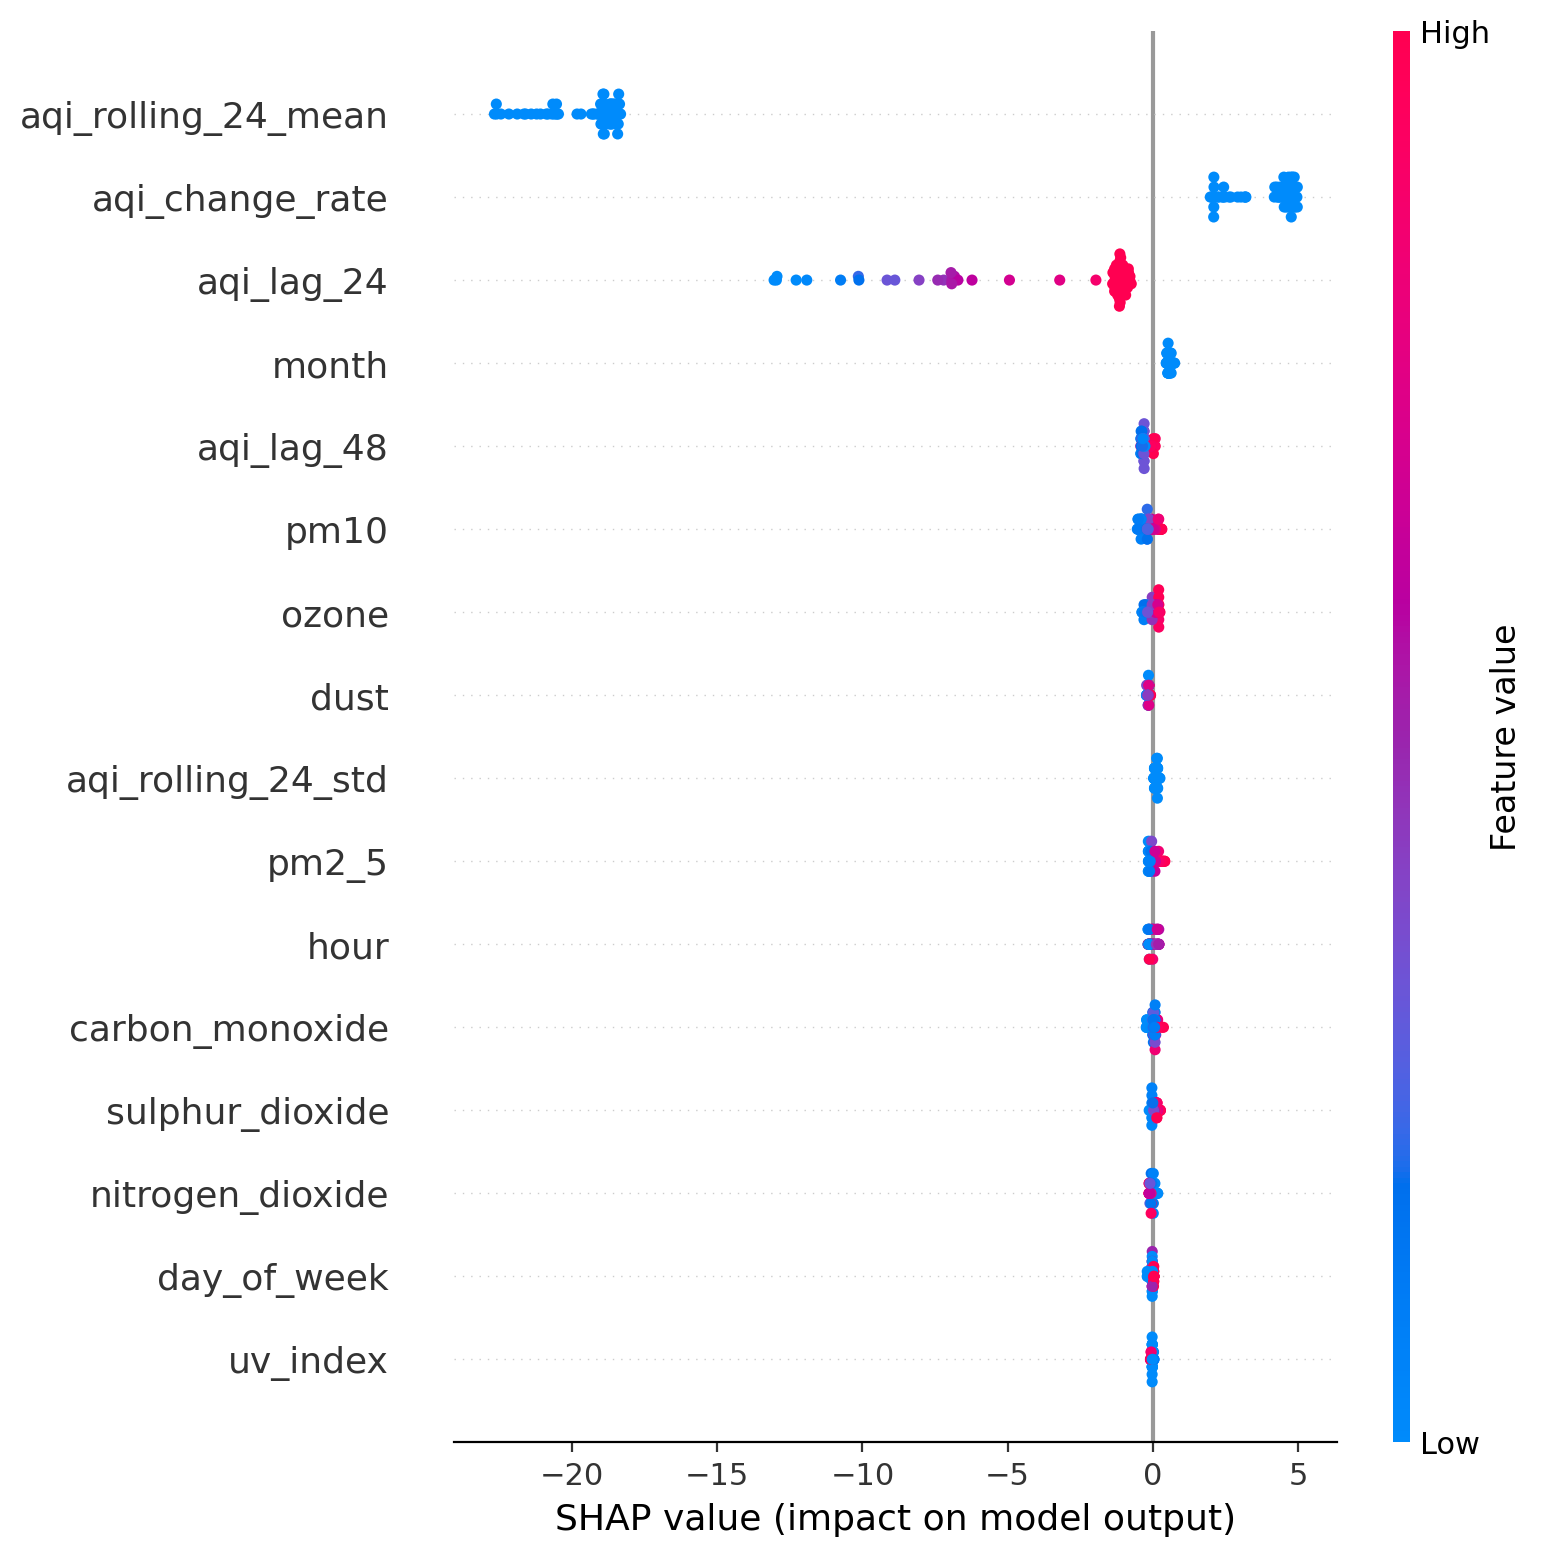 High
aqi_rolling_24_mean
aqi_change_rate
aqi_lag_24
month
aqi_lag_48
pm10
ozone
dust
aqi_rolling_24_std
pm2_5
hour
carbon_monoxide
sulphur_dioxide
nitrogen_dioxide
day_of_week
uv_index
Feature value
Low
−20 −15 −10 −5 0 5
SHAP value (impact on model output)